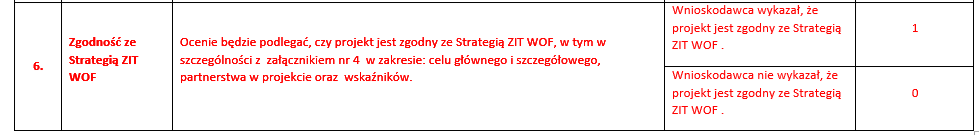 6.
Zgodność ze
Strategią ZIT
WOF
Ocenie będzie podlegać, czy projekt jest zgodny ze Strategią ZIT WOF, w tym w
szczególności z załącznikiem nr 4 w zakresie: celu głównego i szczegółowego,
partnerstwa w projekcie oraz wskaźników.
Wnioskodawca wykazał, że
projekt jest zgodny ze Strategią
ZIT WOF .
1
Wnioskodawca nie wykazał, że
projekt jest zgodny ze Strategią
ZIT WOF .
0